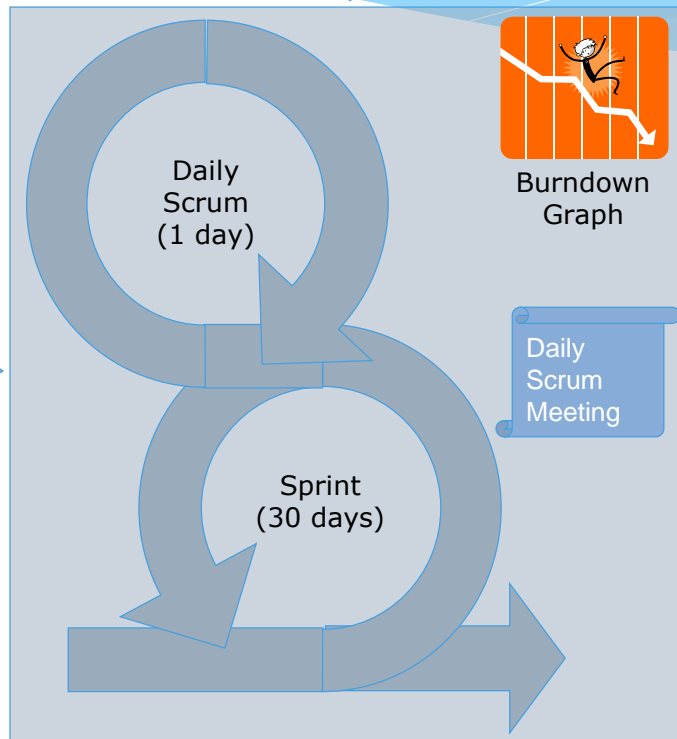 Daily
Scrum
(1 day)
Burndown
Graph
Daily
Scrum
Meeting
Sprint
(30 days)